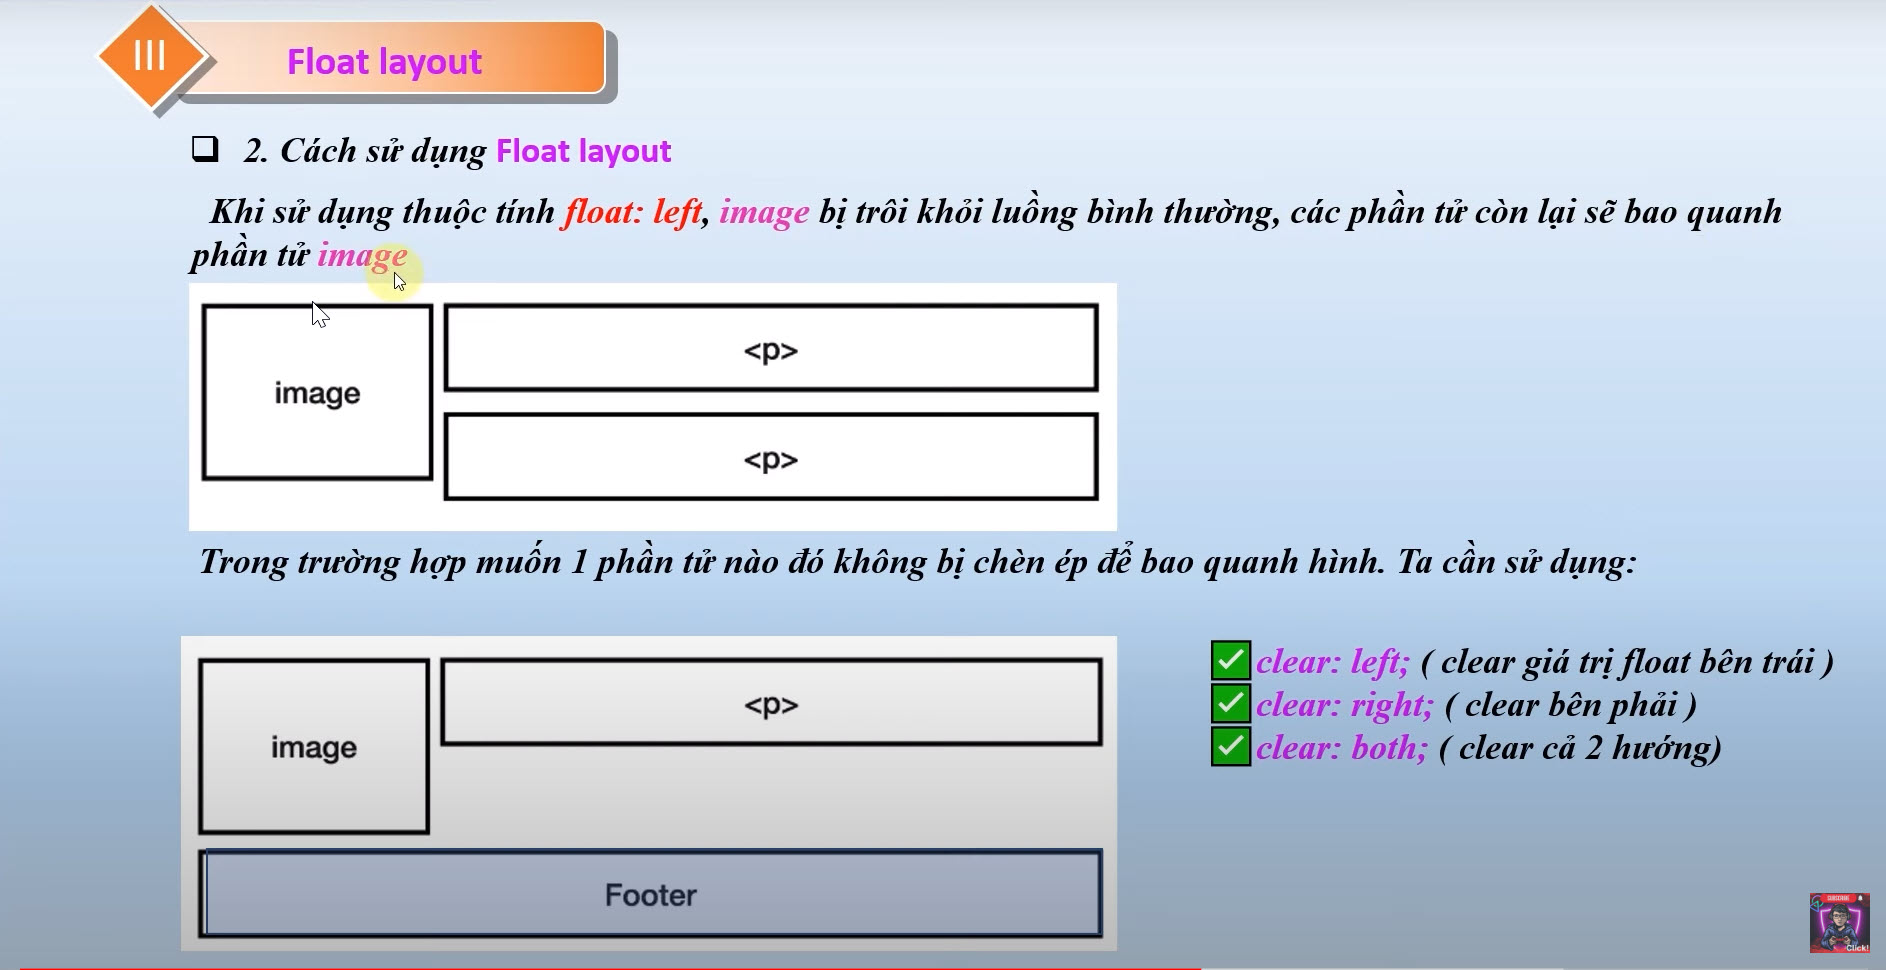 III
Float layout
2. Cách sử dụng Float layout
Khi sử dụng thuộc tính float: left, image bị trôi khỏi luồng bình thường, các phần tử còn lại sẽ bao quanh
phần tử image
image
<p>
<p>
Trong trường hợp muốn 1 phần tử nào đó không bị chèn ép để bao quanh hình. Ta cần sử dụng:
image
<p>
Footer
clear: left; ( clear giá trị float bên trái )
clear: right; ( clear bên phải )
clear: both; ( clear cả 2 hướng)
SUBSCRIBE
Click!